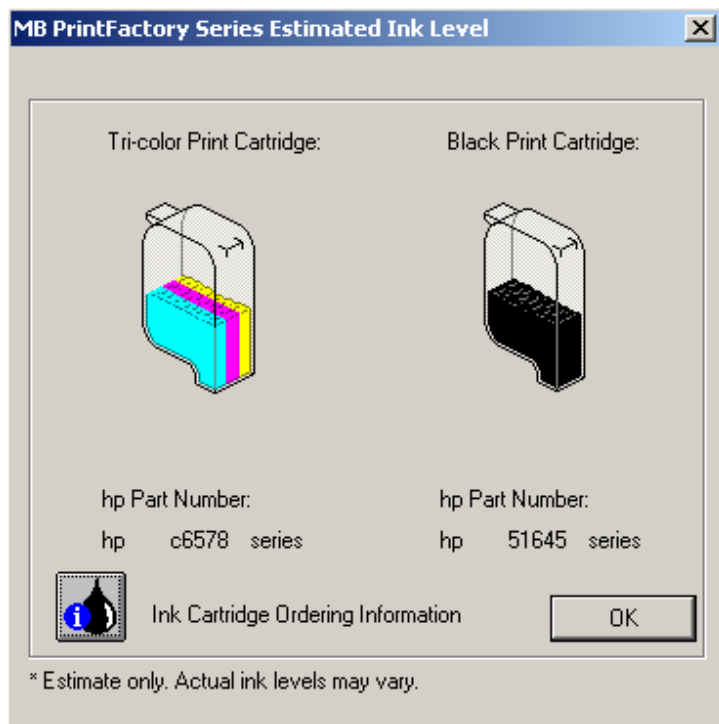 MB PrintFactory Series Estimated Ink Level
Tri-color Print Cartridge: Black Print Cartridge:
hp Part Number: hp Part Number:
hp c6578 series hp 51645 series
Ink Cartridge Ordering Information OK
* Estimate only. Actual ink levels may vary.